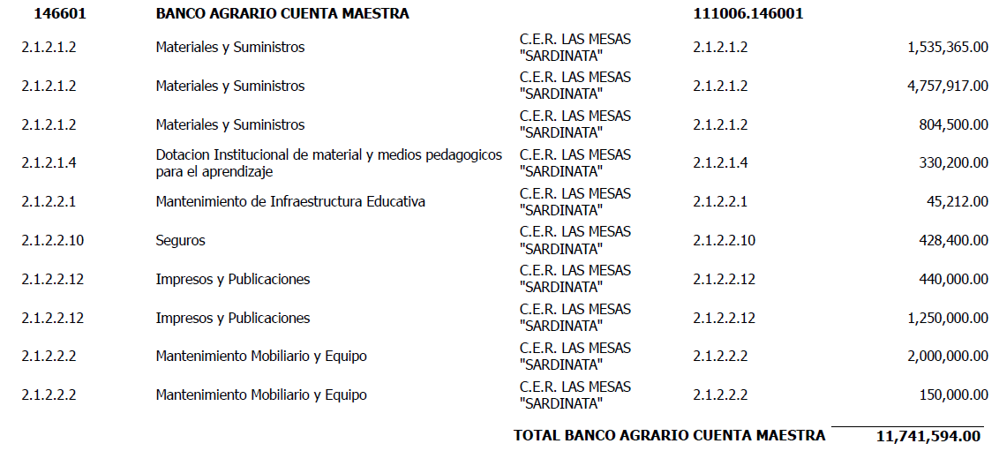 146601 BANCO AGRARIO CUENTA MAESTRA 111006.146001
2.1.2.1.2 Materiales y Suministros C.E.R. LAS MESAS "SARDINATA" 2.1.2.1.2 1,535,365.00
2.1.2.1.2 Materiales y Suministros C.E.R. LAS MESAS "SARDINATA" 2.1.2.1.2 4,757,917.00
2.1.2.1.2 Materiales y Suministros C.E.R. LAS MESAS "SARDINATA" 2.1.2.1.2 804,500.00
2.1.2.1.4 Dotacion Institucional de material y medios pedagogicos para el aprendizaje C.E.R. LAS MESAS "SARDINATA" 2.1.2.1.4 330,200.00
2.1.2.2.1 Mantenimiento de Infraestructura Educativa C.E.R. LAS MESAS "SARDINATA" 2.1.2.2.1 45,212.00
2.1.2.2.10 Seguros C.E.R. LAS MESAS "SARDINATA" 2.1.2.2.10 428,400.00
2.1.2.2.12 Impresos y Publicaciones C.E.R. LAS MESAS "SARDINATA" 2.1.2.2.12 440,000.00
2.1.2.2.12 Impresos y Publicaciones C.E.R. LAS MESAS "SARDINATA" 2.1.2.2.12 1,250,000.00
2.1.2.2.2 Mantenimiento Mobiliario y Equipo C.E.R. LAS MESAS "SARDINATA" 2.1.2.2.2 2,000,000.00
2.1.2.2.2 Mantenimiento Mobiliario y Equipo C.E.R. LAS MESAS "SARDINATA" 2.1.2.2.2 150,000.00
TOTAL BANCO AGRARIO CUENTA MAESTRA 11,741,594.00